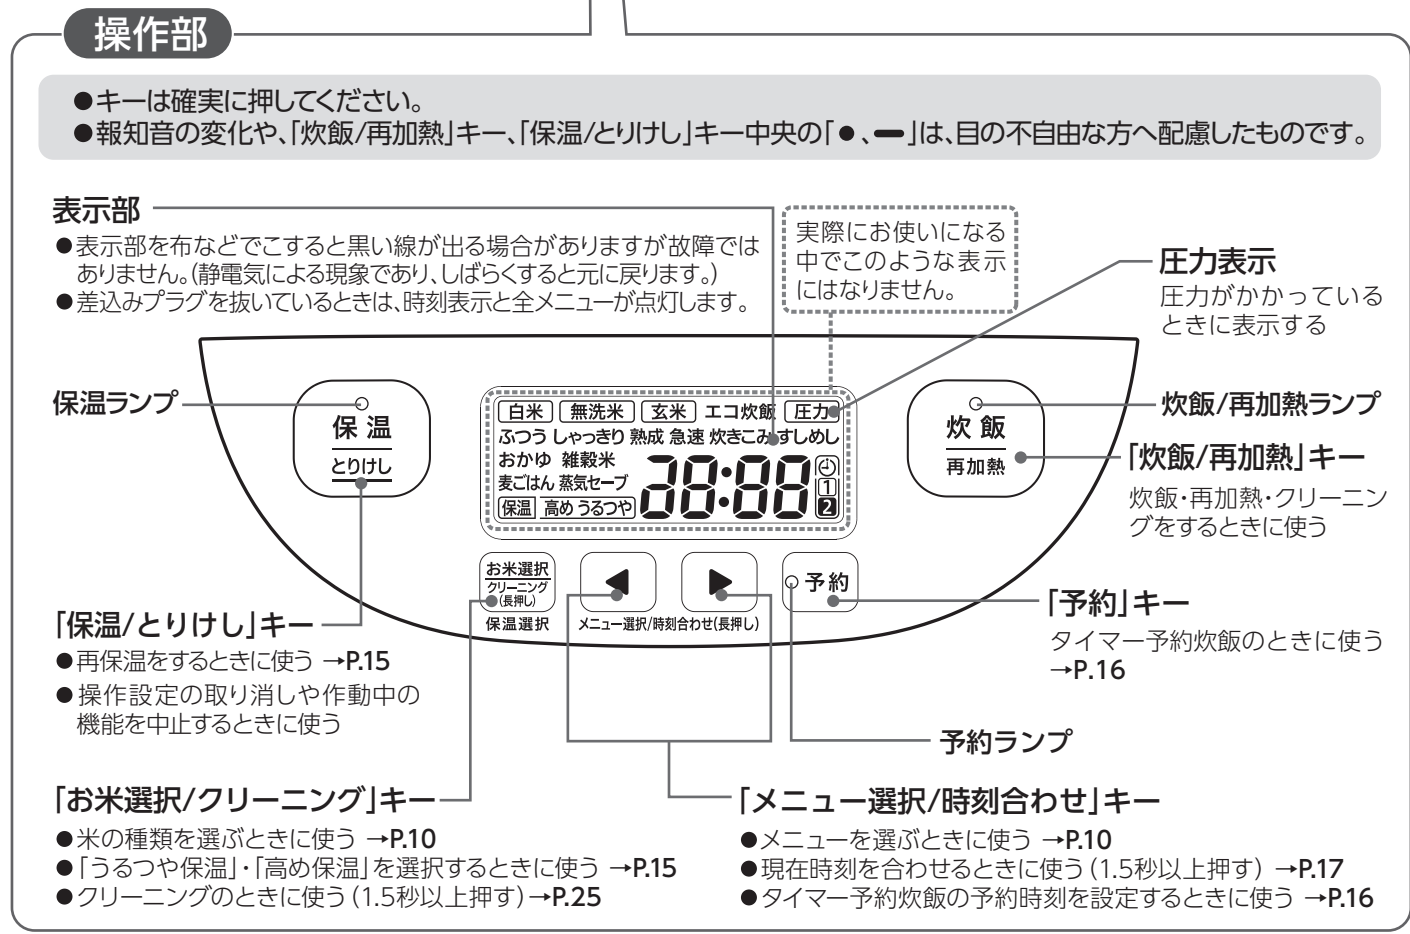 操作部
●キーは確実に押してください。
●報知音の変化や、「炊飯/再加熱」キー、「保温/とりけし」キー中央の「●、━」は、目の不自由な方へ配慮したものです。
表示部
●表示部を布などでこすると黒い線が出る場合がありますが故障では
ありません。(静電気による現象であり、しばらくすると元に戻ります。)
●差込みプラグを抜いているときは、時刻表示と全メニューが点灯します。
実際にお使いになる
中でこのような表示
にはなりません。
圧力表示
圧力がかかっている
ときに表示する
保温ランプ
保温
とりけし
白米 無洗米 玄米 エコ炊飯 圧力
ふつう しゃっきり 熟成 急速 炊きこみ すしめし
おかゆ 雑穀米
麦ごはん 蒸気セーブ
保温 高め うるつや
38:88
1
2
炊飯
再加熱
炊飯/再加熱ランプ
「炊飯/再加熱」キー
炊飯・再加熱・クリーニン
グをするときに使う
お米選択
クリーニング
(長押し)
保温選択
◀ ▶
メニュー選択/時刻合わせ(長押し)
予約
「保温/とりけし」キー
●再保温をするときに使う →P.15
●操作設定の取り消しや作動中の
機能を中止するときに使う
「予約」キー
タイマー予約炊飯のときに使う
→P.16
予約ランプ
「お米選択/クリーニング」キー
●米の種類を選ぶときに使う →P.10
●「うるつや保温」・「高め保温」を選択するときに使う →P.15
●クリーニングのときに使う(1.5秒以上押す)→P.25
「メニュー選択/時刻合わせ」キー
●メニューを選ぶときに使う →P.10
●現在時刻を合わせるときに使う(1.5秒以上押す) →P.17
●タイマー予約炊飯の予約時刻を設定するときに使う →P.16